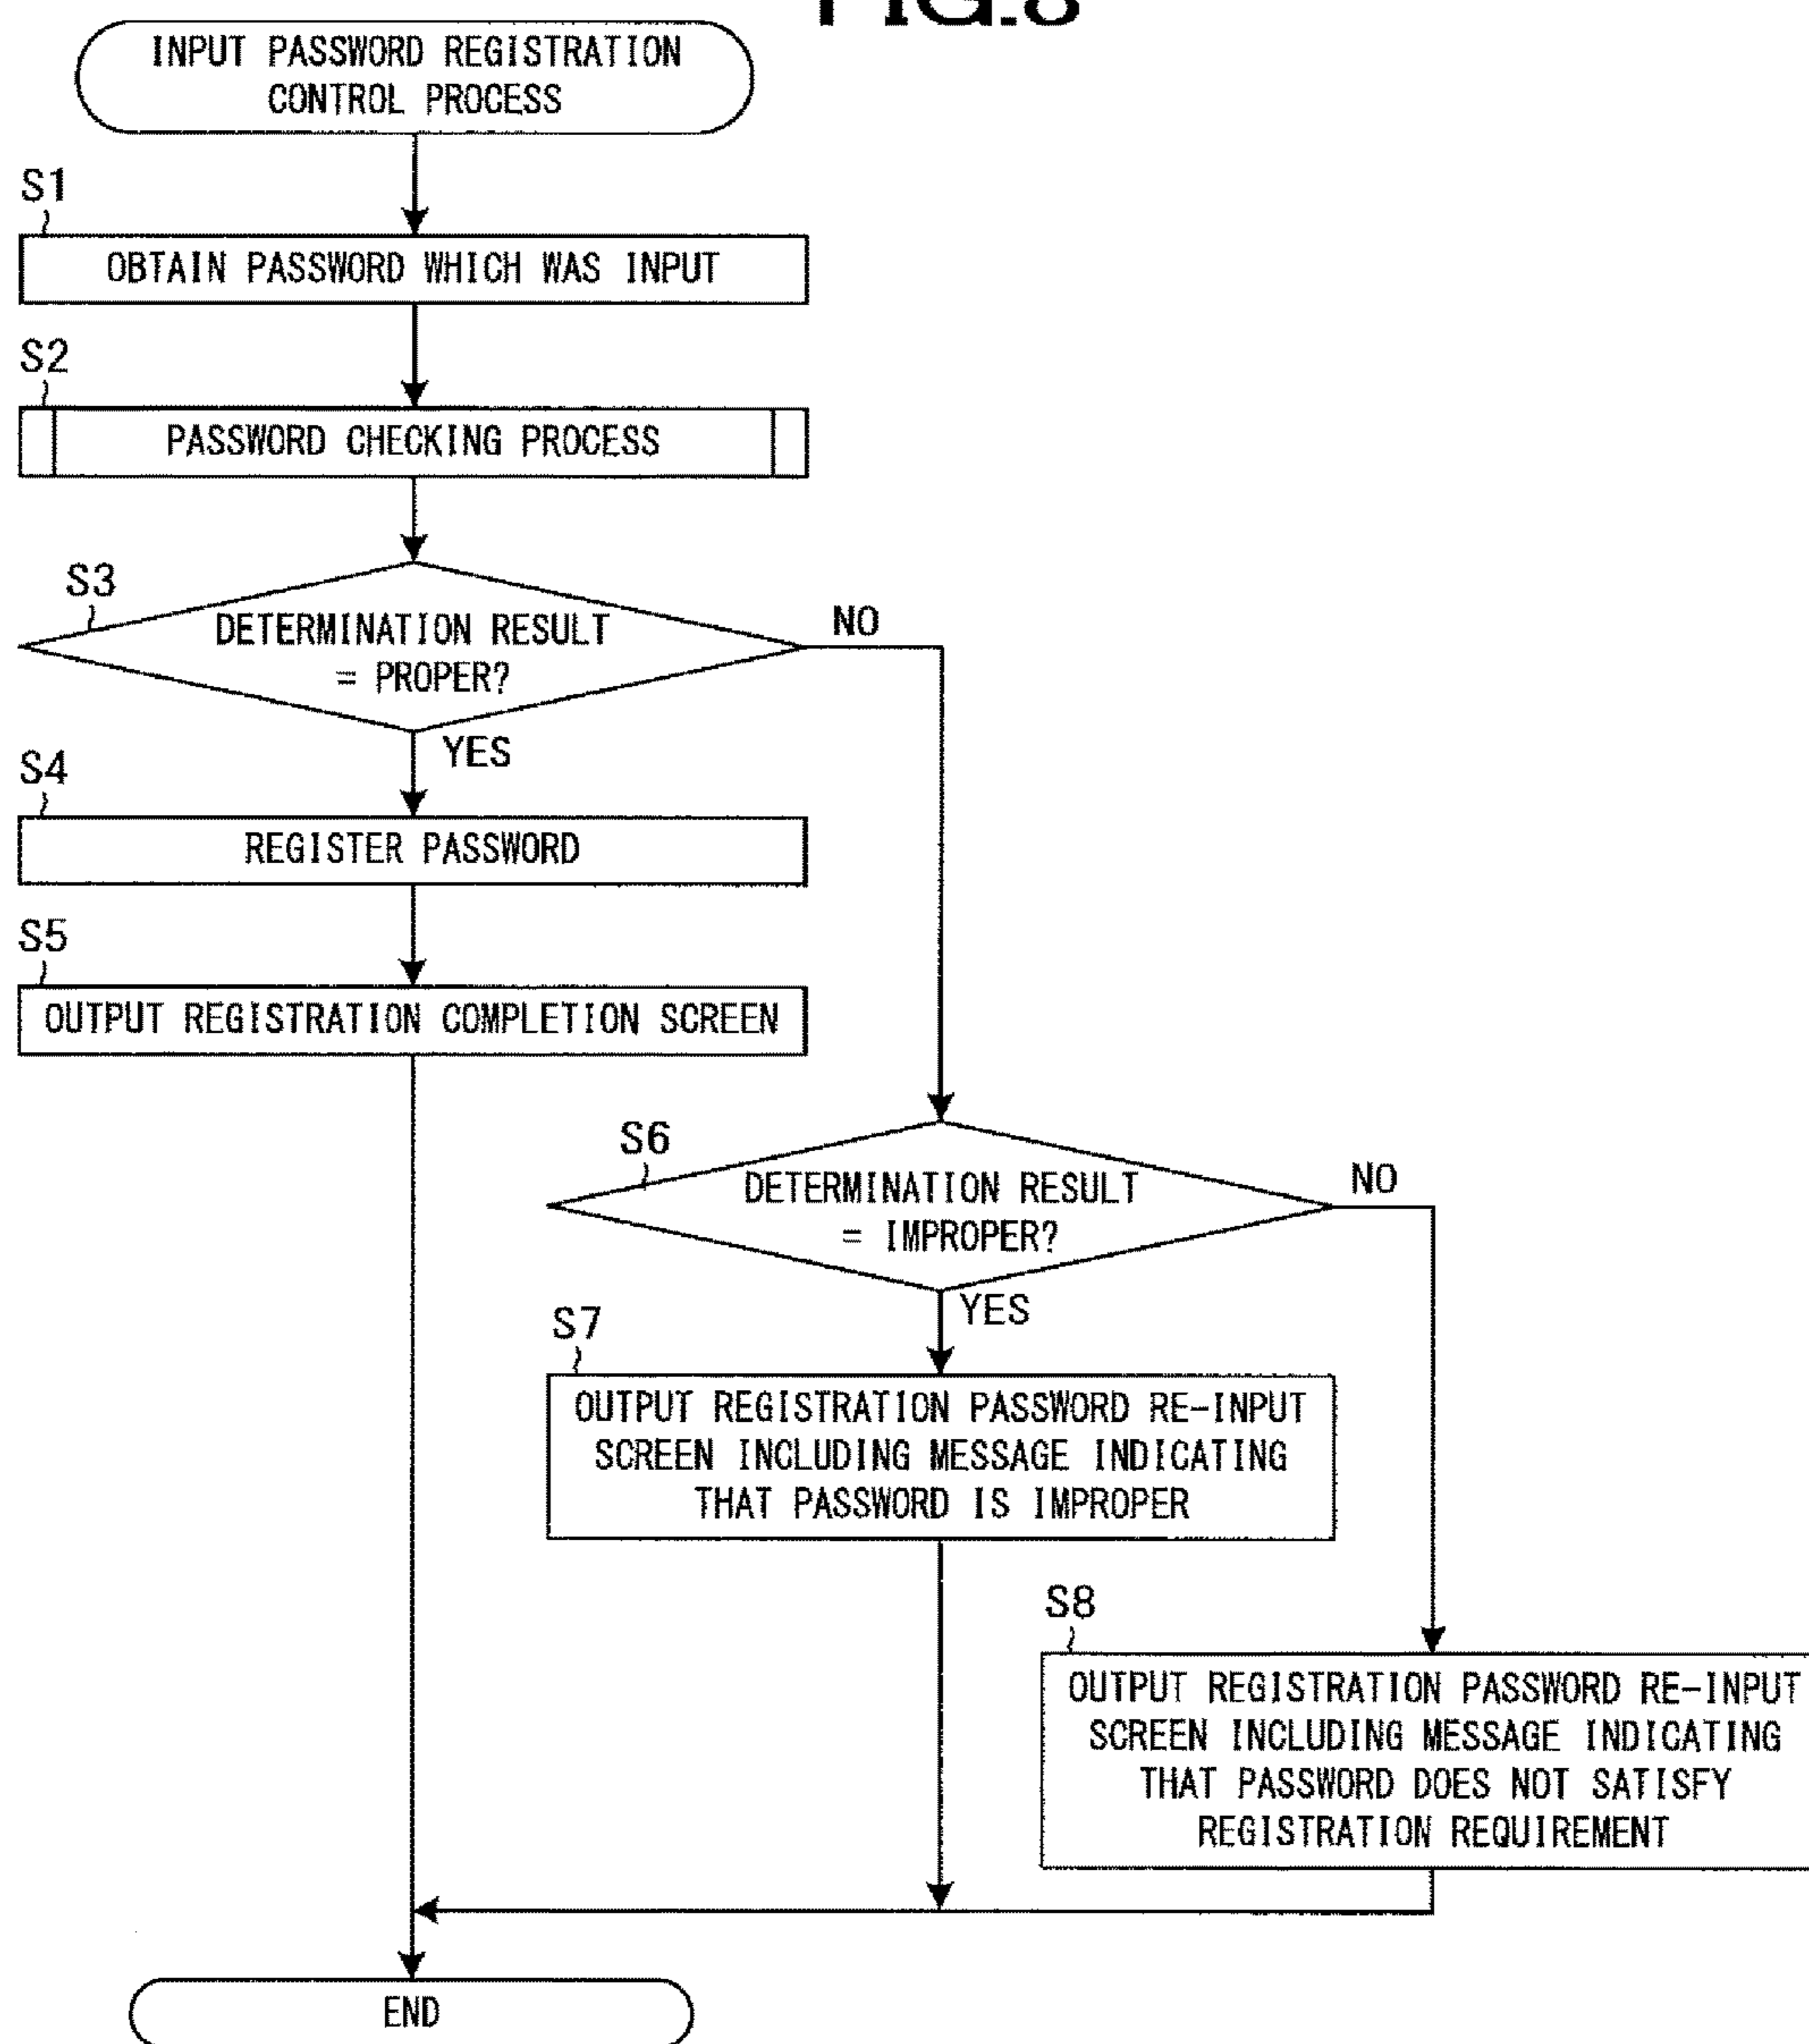 FIG.8
INPUT PASSWORD REGISTRATION
CONTROL PROCESS
S1
OBTAIN PASSWORD WHICH WAS INPUT
S2
PASSWORD CHECKING PROCESS
S3
DETERMINATION RESULT
= PROPER?
NO
YES
S4
REGISTER PASSWORD
S5
OUTPUT REGISTRATION COMPLETION SCREEN
S6
DETERMINATION RESULT
= IMPROPER?
NO
YES
S7
OUTPUT REGISTRATION PASSWORD RE-INPUT
SCREEN INCLUDING MESSAGE INDICATING
THAT PASSWORD IS IMPROPER
S8
OUTPUT REGISTRATION PASSWORD RE-INPUT
SCREEN INCLUDING MESSAGE INDICATING
THAT PASSWORD DOES NOT SATISFY
REGISTRATION REQUIREMENT
END